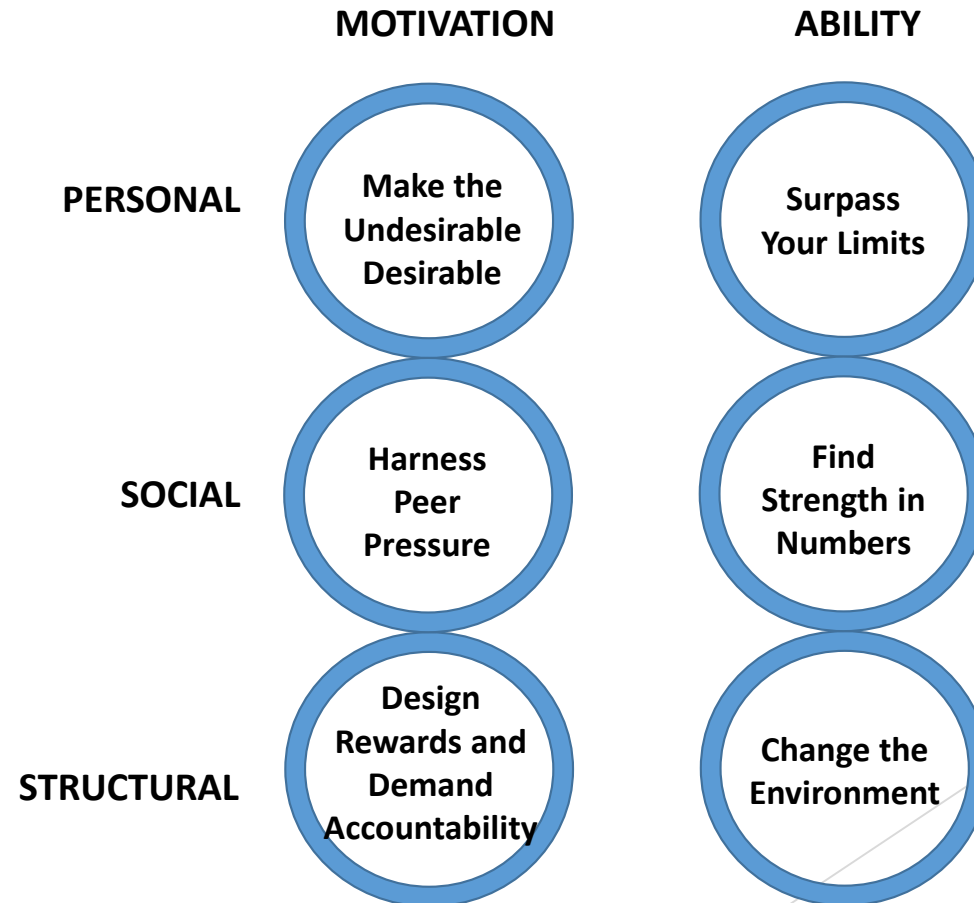 MOTIVATION
ABILITY
PERSONAL
Make the
Undesirable
Desirable
Surpass
Your Limits
SOCIAL
Harness
Peer
Pressure
Find
Strength in
Numbers
STRUCTURAL
Design
Rewards and
Demand
Accountability
Change the
Environment